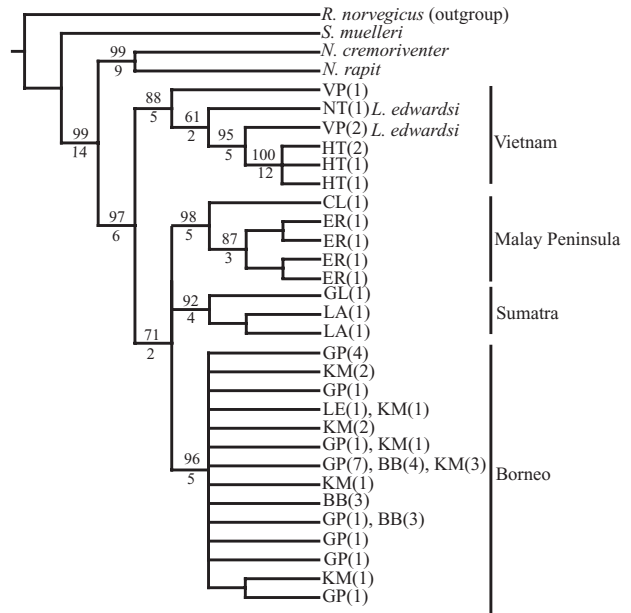 R. norvegicus (outgroup)
S. muelleri
99
N. cremoriventer
9
N. rapit
88
VP(1)
5
61
NT(1) L. edwardsi
99
2
95
VP(2) L. edwardsi
14
5
100
HT(2)
12
HT(1)
HT(1)
Vietnam
97
6
98
CL(1)
5
87
ER(1)
3
ER(1)
ER(1)
ER(1)
Malay Peninsula
92
GL(1)
4
LA(1)
LA(1)
Sumatra
71
2
GP(4)
KM(2)
GP(1)
LE(1), KM(1)
KM(2)
GP(1), KM(1)
96
GP(7), BB(4), KM(3)
5
KM(1)
BB(3)
GP(1), BB(3)
GP(1)
GP(1)
KM(1)
GP(1)
Borneo